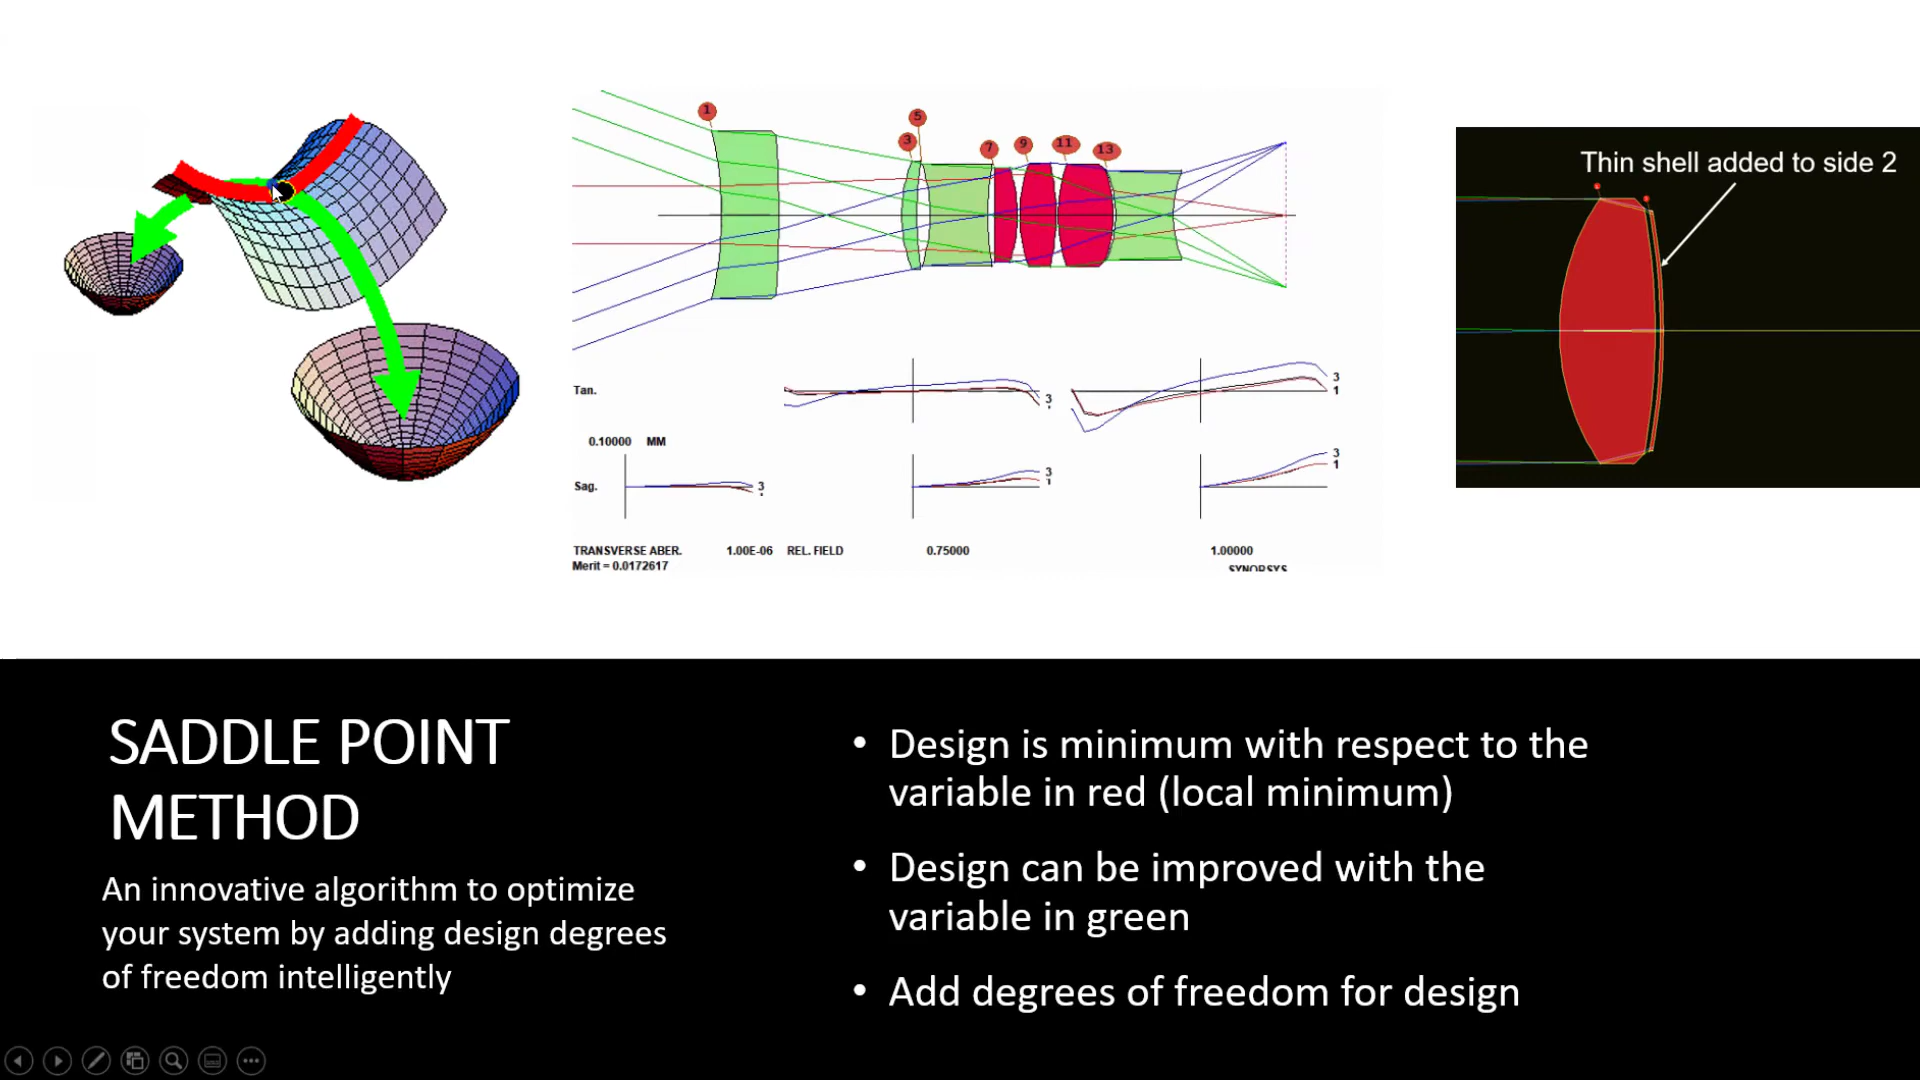 1
5
3
7
9
11
13
Thin shell added to side 2
Tan.
3
3
1
0.10000 MM
Sag.
3
3
1
3
1
TRANSVERSE ABER. 1.00E-06 REL. FIELD 0.75000 1.00000
Merit = 0.0172617
SYNOPSYS
SADDLE POINT
METHOD
An innovative algorithm to optimize
your system by adding design degrees
of freedom intelligently
• Design is minimum with respect to the
variable in red (local minimum)
• Design can be improved with the
variable in green
• Add degrees of freedom for design